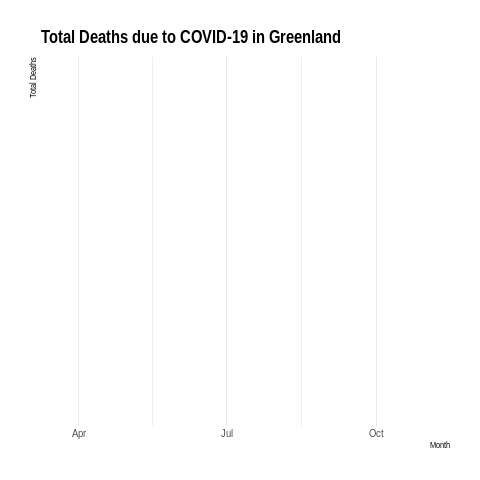 Total Deaths due to COVID-19 in Greenland
Total Deaths
Apr
Jul
Oct
Month